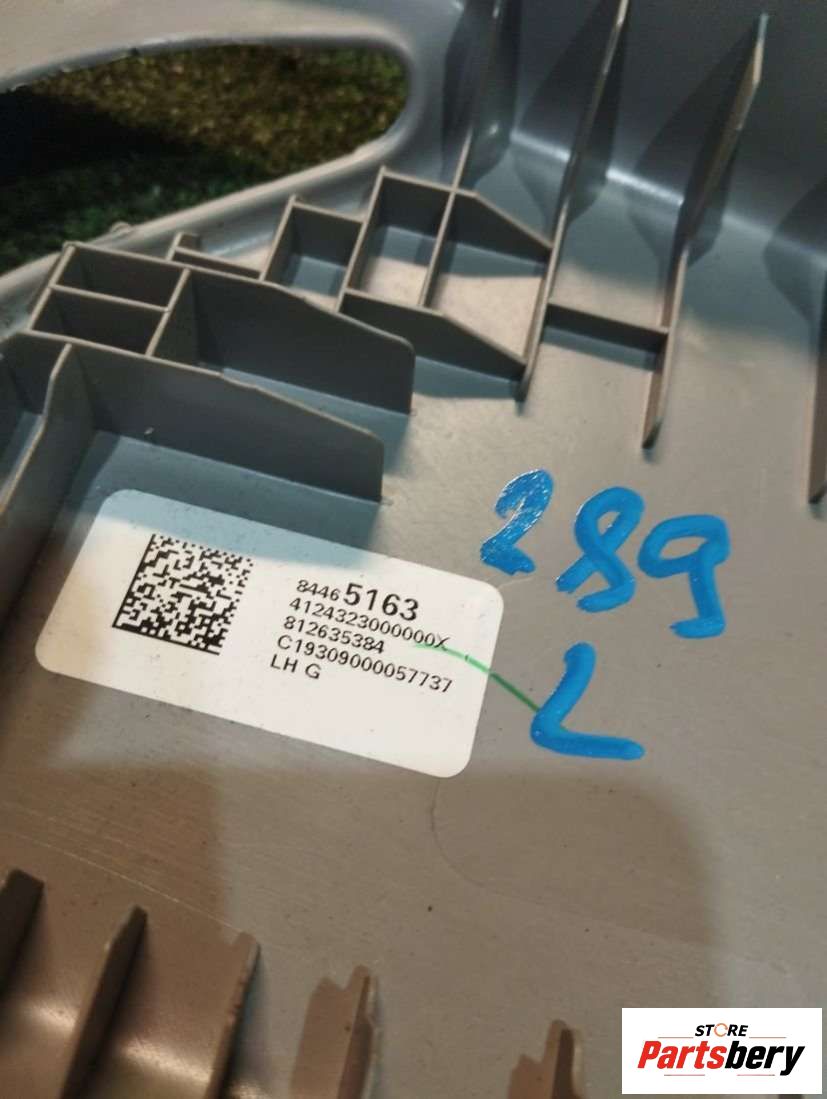 289
L
84465163
4124323000000X
812635384
C19309000057737
LH G
STORE
Partsbery